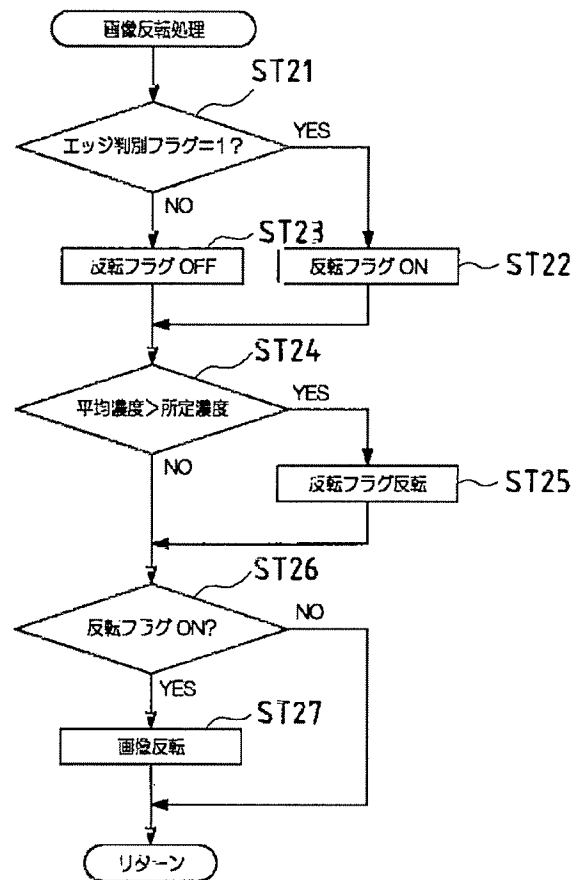 画像反転処理
ST21
エッジ判別フラグ=1?
YES
NO
ST23
反転フラグ OFF
反転フラグ ON
ST22
ST24
平均濃度>所定濃度
YES
NO
反転フラグ反転
ST25
ST26
反転フラグ ON?
NO
YES
ST27
画像反転
リターン